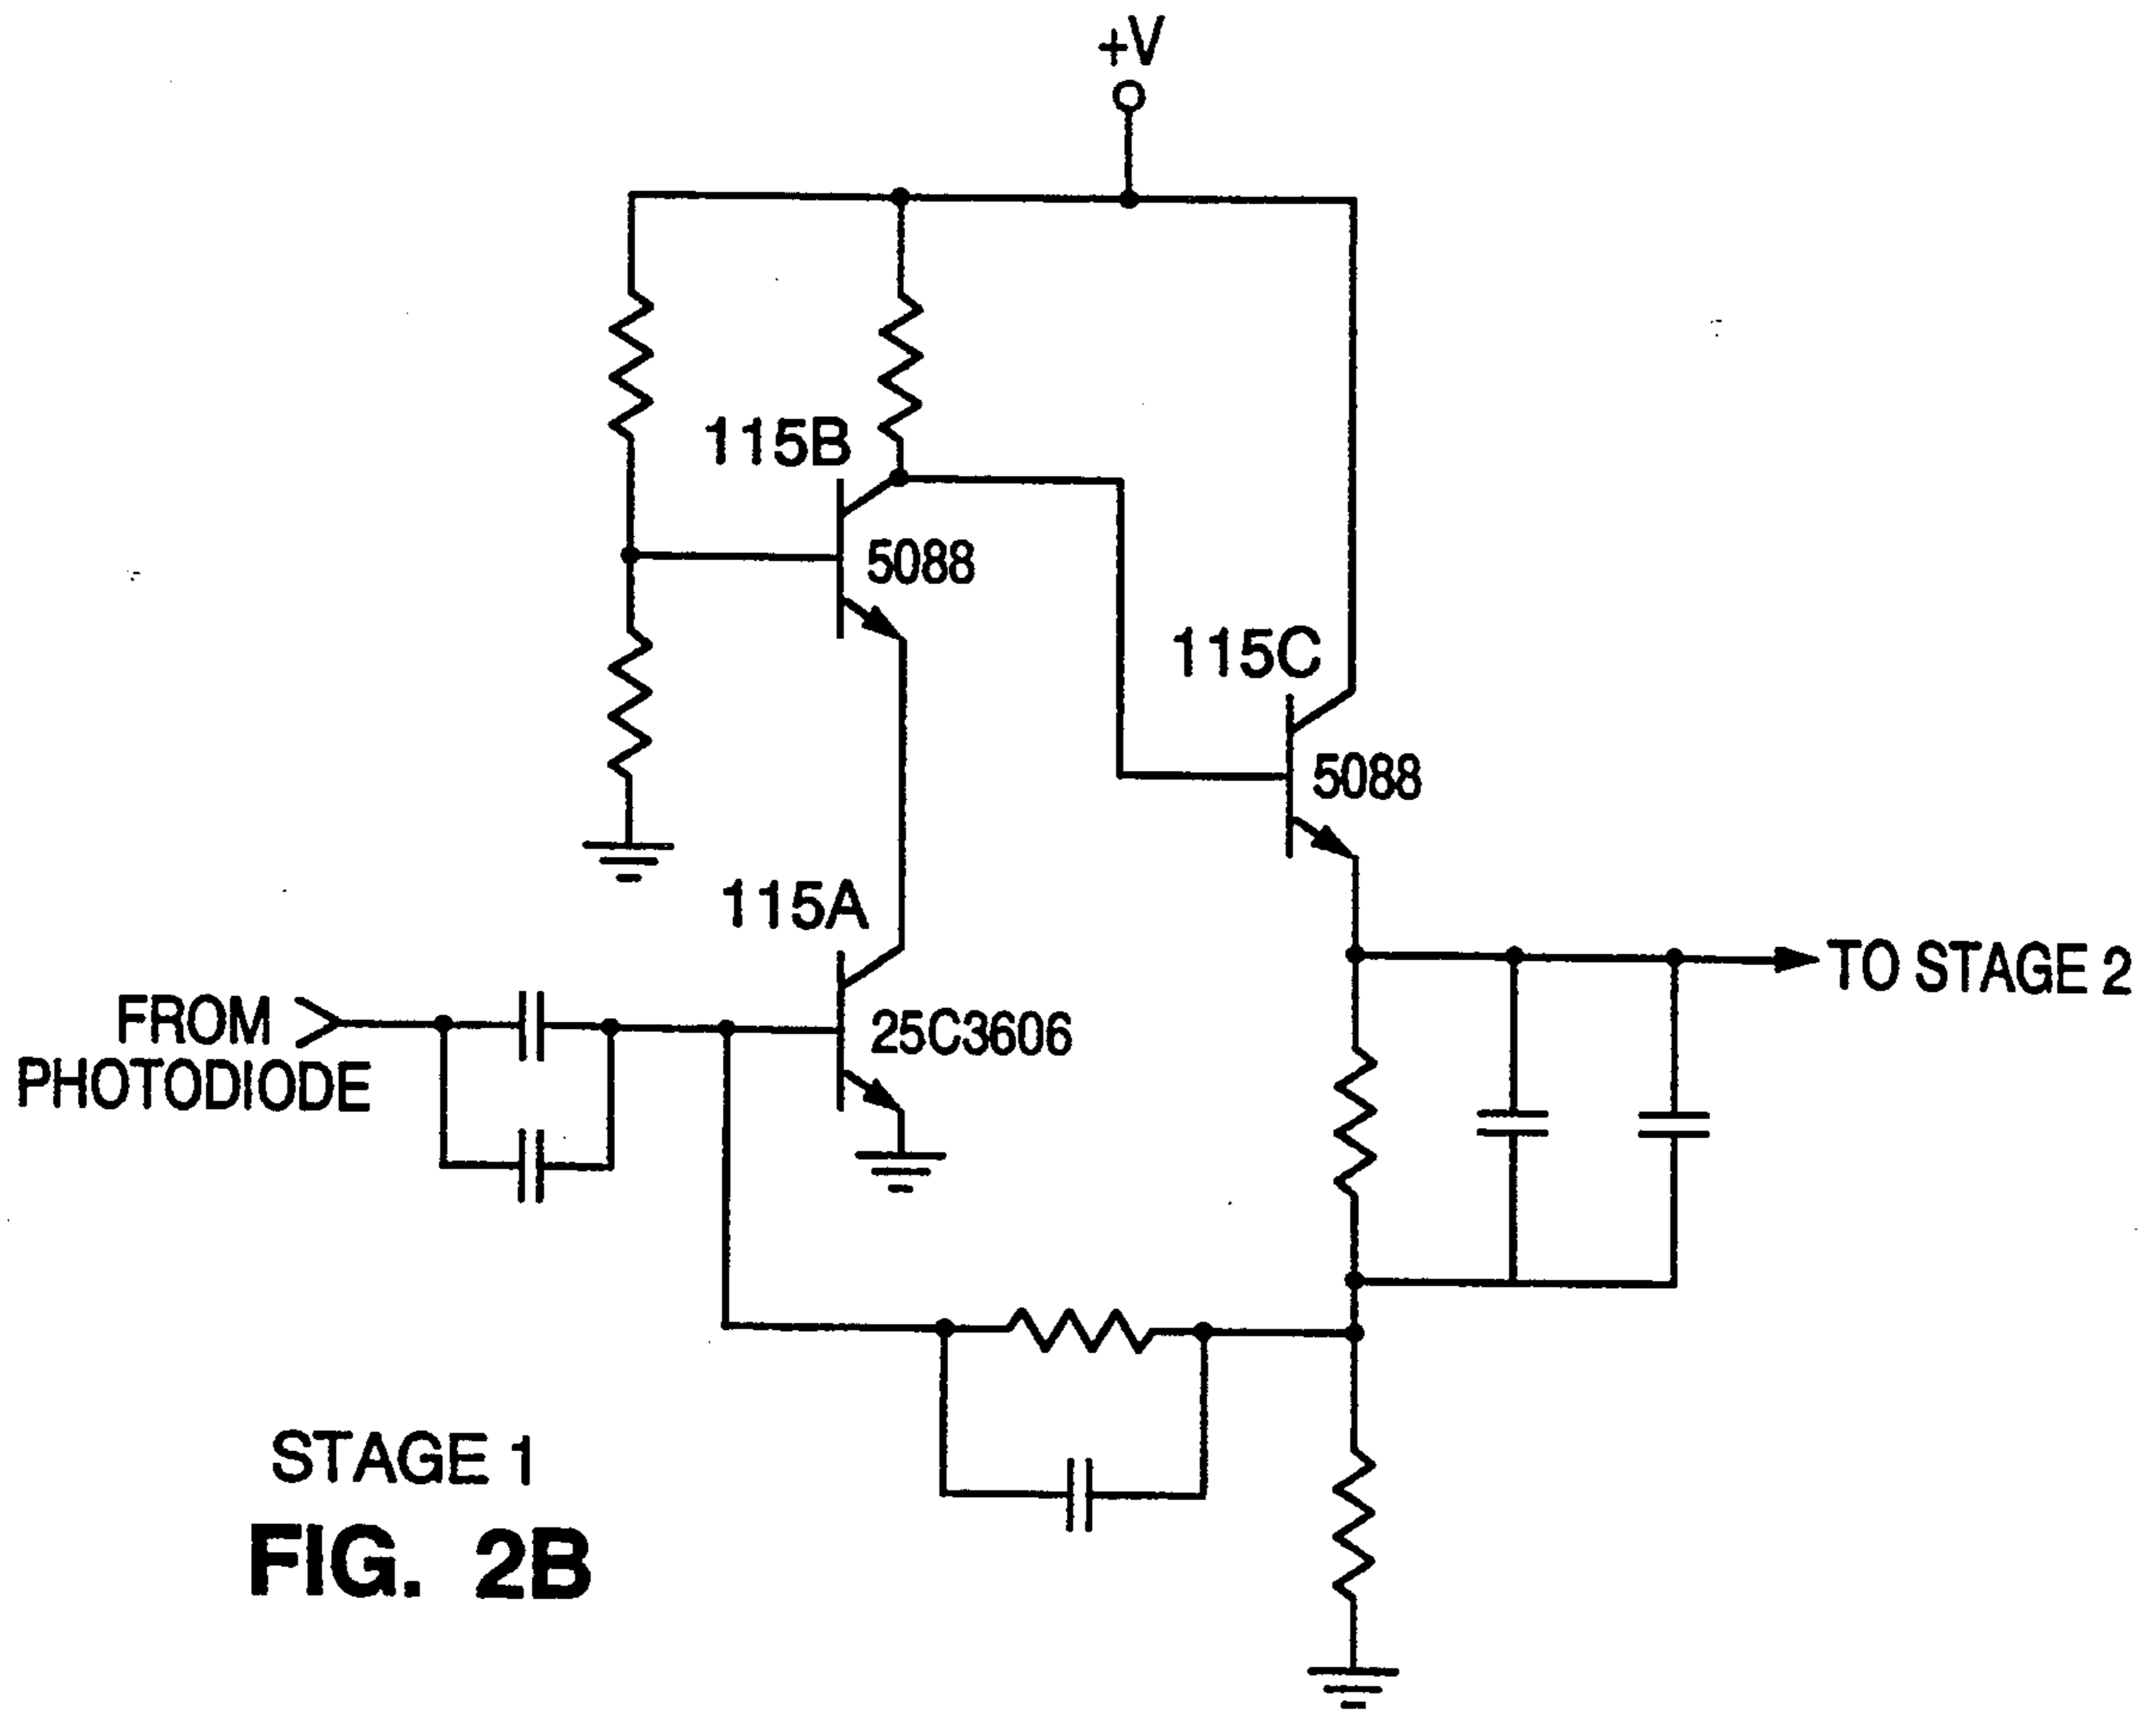 +V
115B
5088
115C
5088
115A
TO STAGE 2
FROM
PHOTODIODE
25C3606
STAGE 1
FIG. 2B